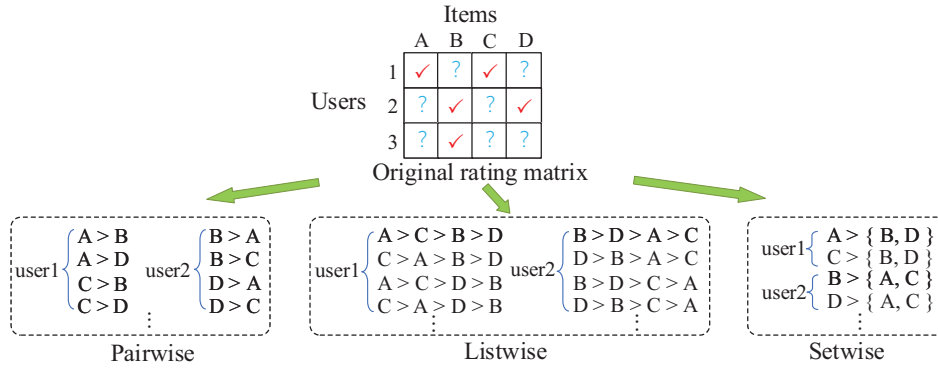 Items
A B C D
1 ✓ ? ✓ ?
Users 2 ? ✓ ? ✓
3 ? ✓ ? ?
Original rating matrix
user1
A > B
A > D
C > B
C > D
user2
B > A
B > C
D > A
D > C
⋮
Pairwise
user1
A > C > B > D
C > A > B > D
A > C > D > B
C > A > D > B
⋮
user2
B > D > A > C
D > B > A > C
B > D > C > A
D > B > C > A
⋮
Listwise
user1
A > { B, D }
C > { B, D }
user2
B > { A, C }
D > { A, C }
⋮
Setwise